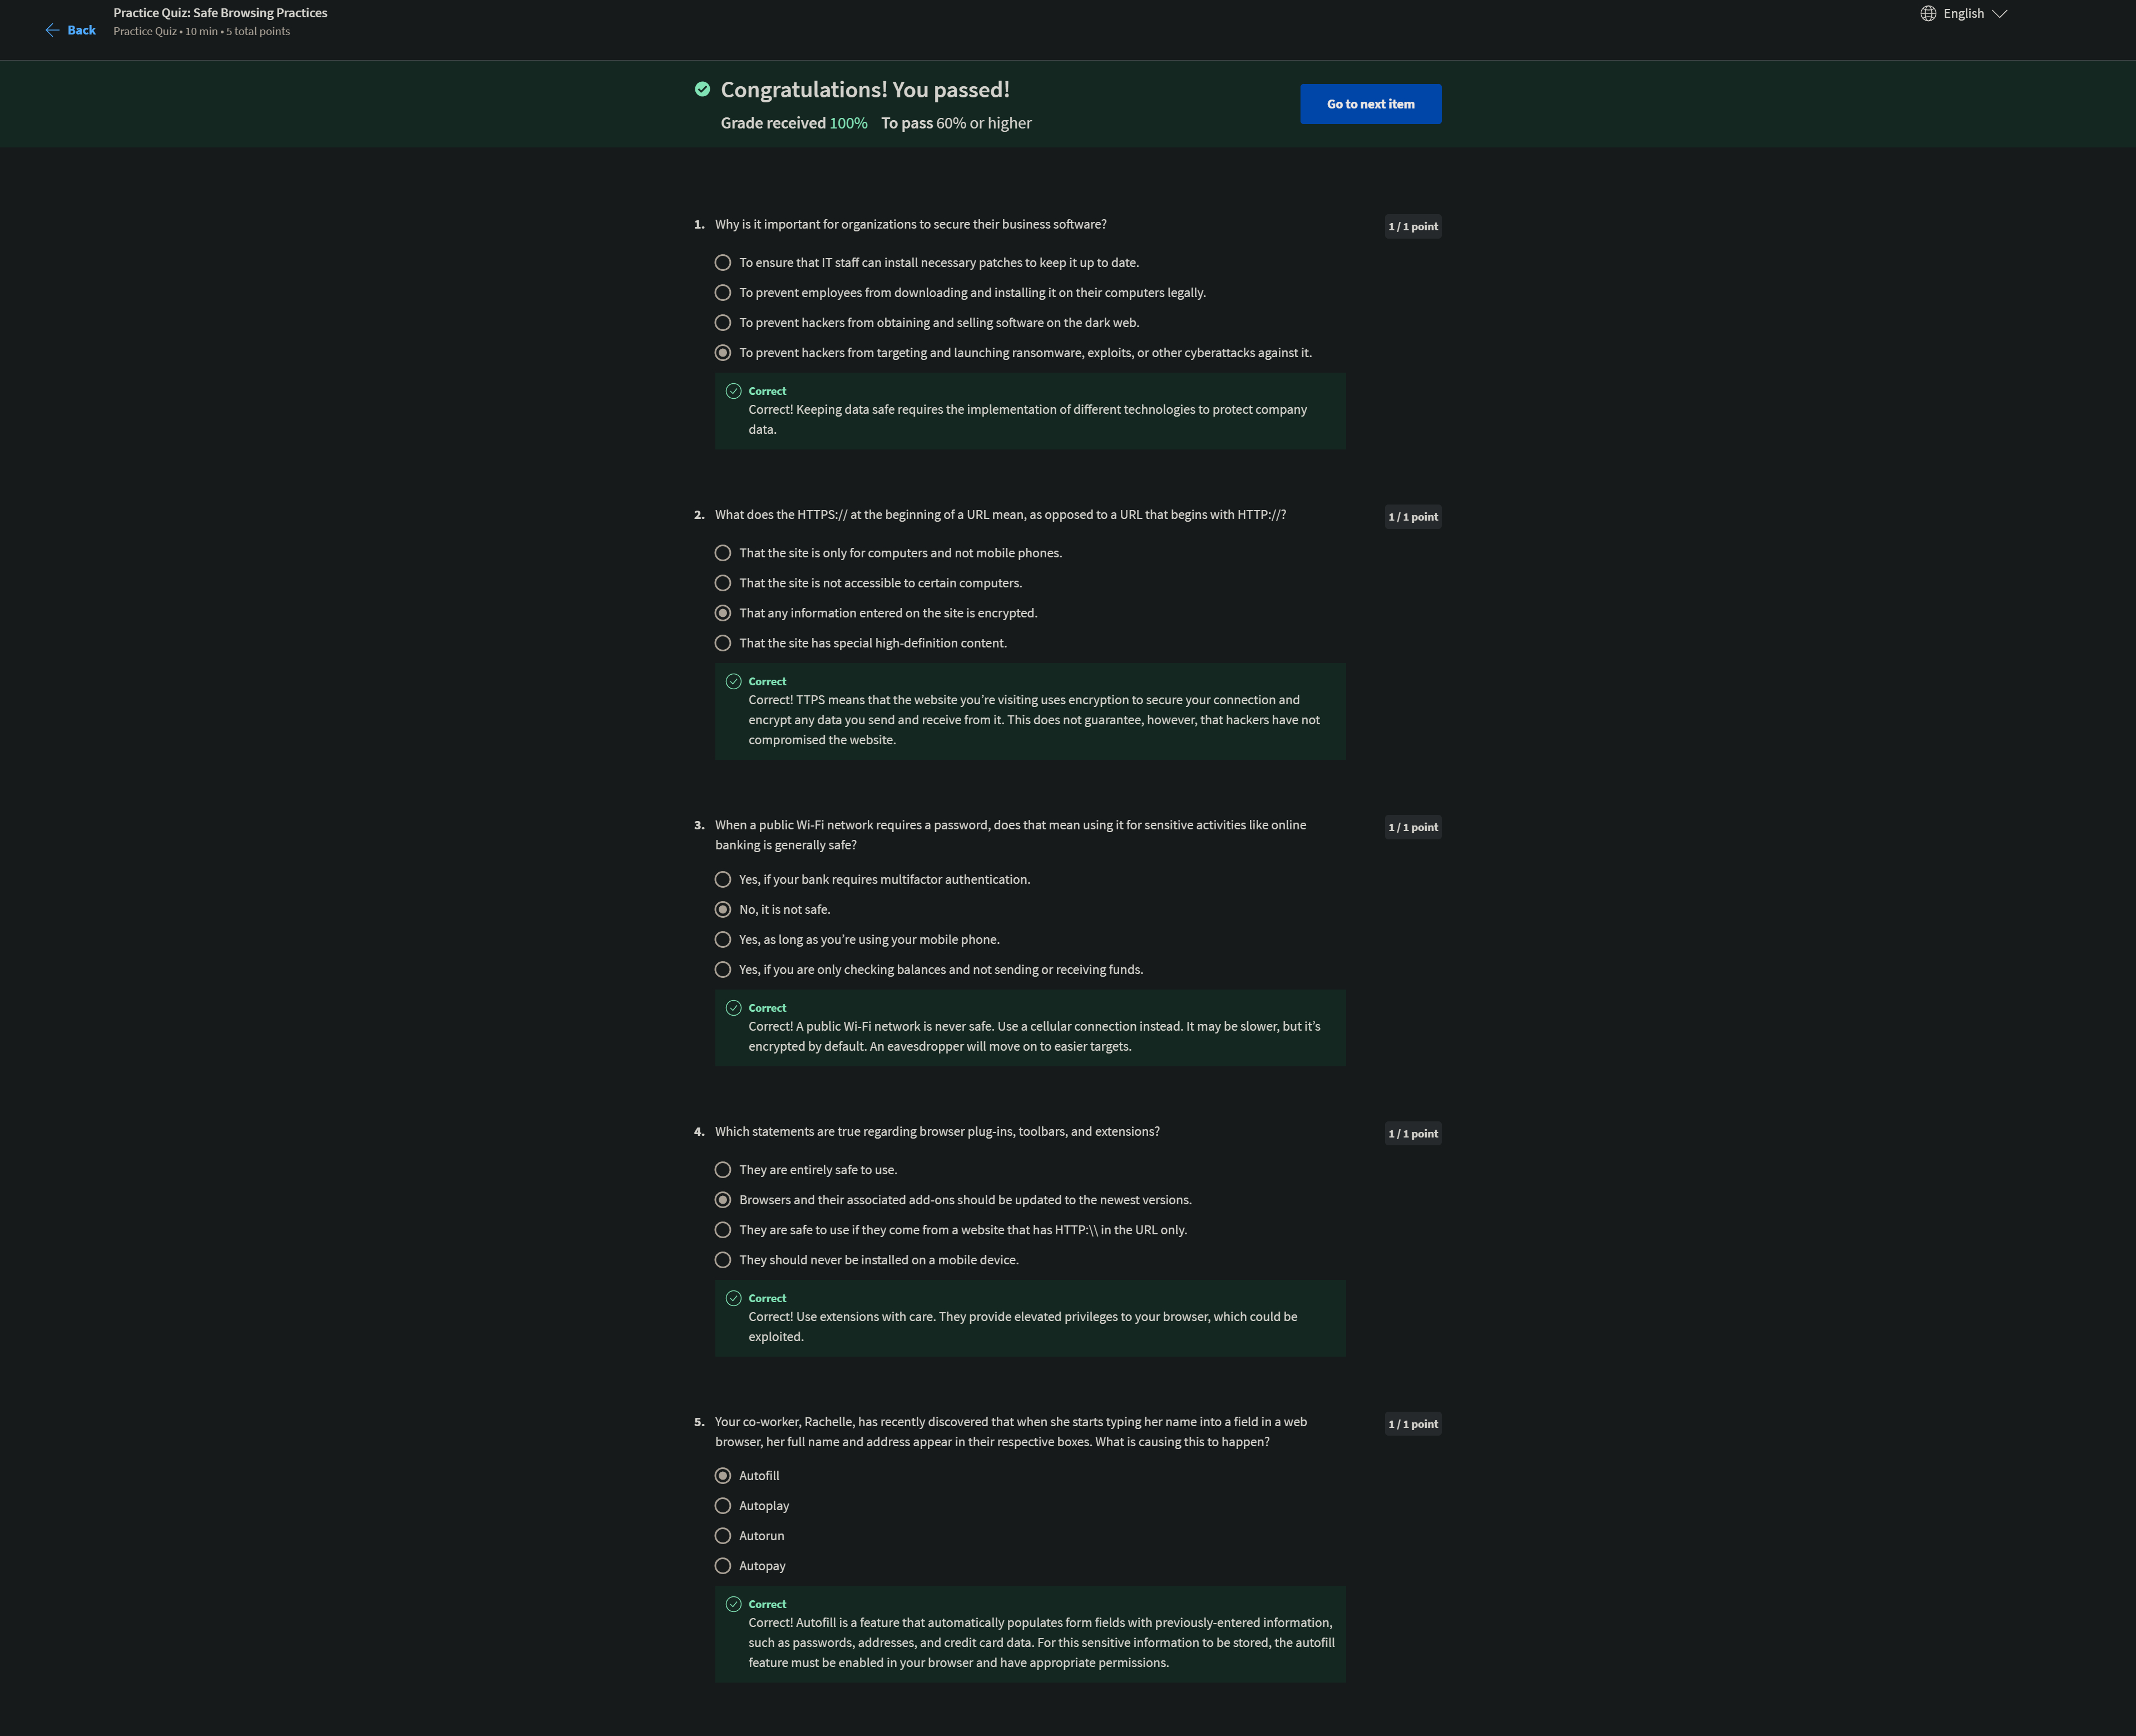 Back
Practice Quiz: Safe Browsing Practices
Practice Quiz • 10 min • 5 total points
English
Congratulations! You passed!
Grade received 100% To pass 60% or higher
Go to next item
1. Why is it important for organizations to secure their business software?
1 / 1 point
To ensure that IT staff can install necessary patches to keep it up to date.
To prevent employees from downloading and installing it on their computers legally.
To prevent hackers from obtaining and selling software on the dark web.
To prevent hackers from targeting and launching ransomware, exploits, or other cyberattacks against it.
Correct
Correct! Keeping data safe requires the implementation of different technologies to protect company
data.
2. What does the HTTPS:// at the beginning of a URL mean, as opposed to a URL that begins with HTTP://?
1 / 1 point
That the site is only for computers and not mobile phones.
That the site is not accessible to certain computers.
That any information entered on the site is encrypted.
That the site has special high-definition content.
Correct
Correct! TTPS means that the website you’re visiting uses encryption to secure your connection and
encrypt any data you send and receive from it. This does not guarantee, however, that hackers have not
compromised the website.
3. When a public Wi-Fi network requires a password, does that mean using it for sensitive activities like online
banking is generally safe?
1 / 1 point
Yes, if your bank requires multifactor authentication.
No, it is not safe.
Yes, as long as you’re using your mobile phone.
Yes, if you are only checking balances and not sending or receiving funds.
Correct
Correct! A public Wi-Fi network is never safe. Use a cellular connection instead. It may be slower, but it’s
encrypted by default. An eavesdropper will move on to easier targets.
4. Which statements are true regarding browser plug-ins, toolbars, and extensions?
1 / 1 point
They are entirely safe to use.
Browsers and their associated add-ons should be updated to the newest versions.
They are safe to use if they come from a website that has HTTP:\\ in the URL only.
They should never be installed on a mobile device.
Correct
Correct! Use extensions with care. They provide elevated privileges to your browser, which could be
exploited.
5. Your co-worker, Rachelle, has recently discovered that when she starts typing her name into a field in a web
browser, her full name and address appear in their respective boxes. What is causing this to happen?
1 / 1 point
Autofill
Autoplay
Autorun
Autopay
Correct
Correct! Autofill is a feature that automatically populates form fields with previously-entered information,
such as passwords, addresses, and credit card data. For this sensitive information to be stored, the autofill
feature must be enabled in your browser and have appropriate permissions.